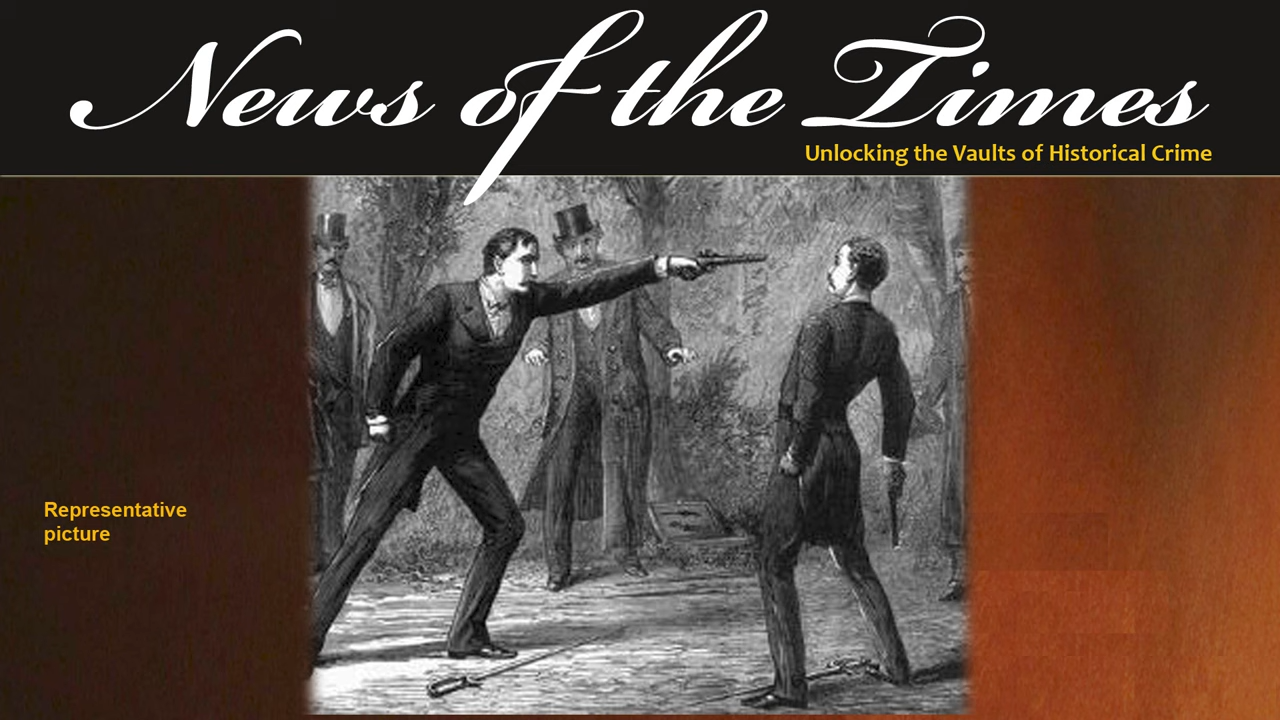 News of the Times
Unlocking the Vaults of Historical Crime
Representative
picture